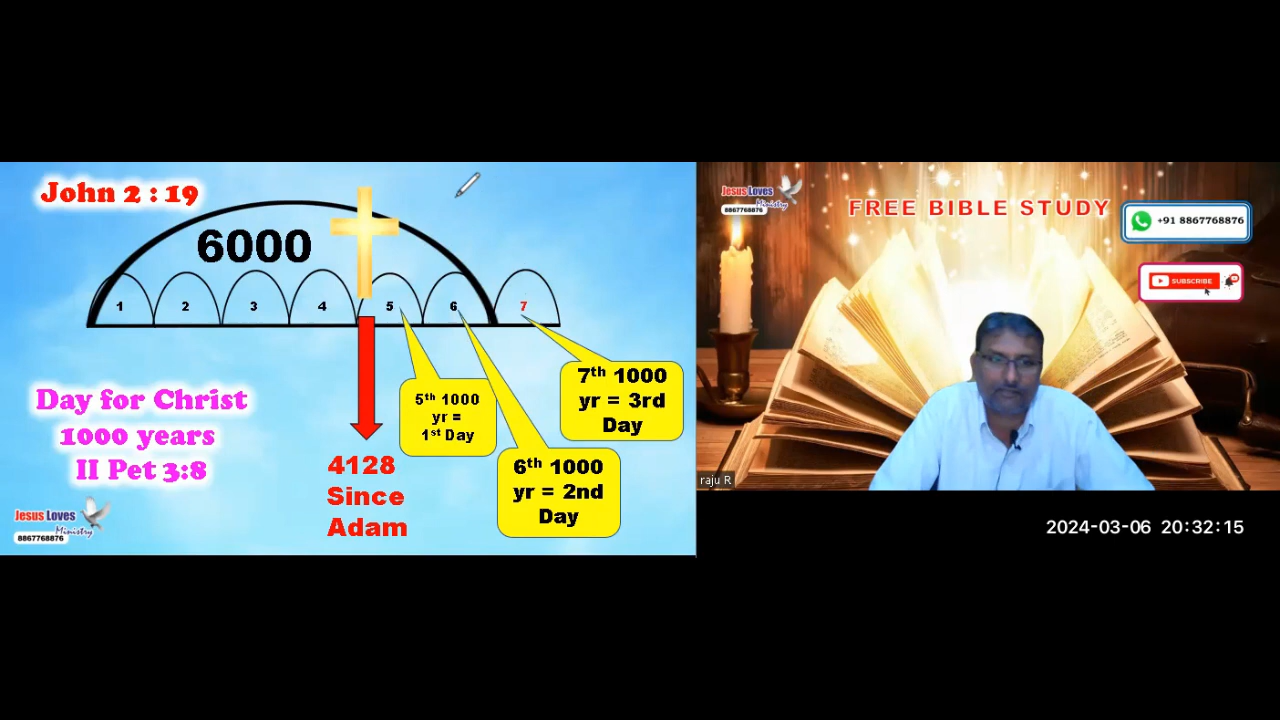 John 2 : 19
6000
1
2
3
4
5
6
7
Day for Christ
1000 years
II Pet 3:8
4128
Since
Adam
5th 1000
yr =
1st Day
6th 1000
yr = 2nd
Day
7th 1000
yr = 3rd
Day
Jesus Loves
Ministry
8867768876
Jesus Loves
Ministry
8867768876
FREE BIBLE STUDY
+91 8867768876
SUBSCRIBE
raju R
2024-03-06 20:32:15